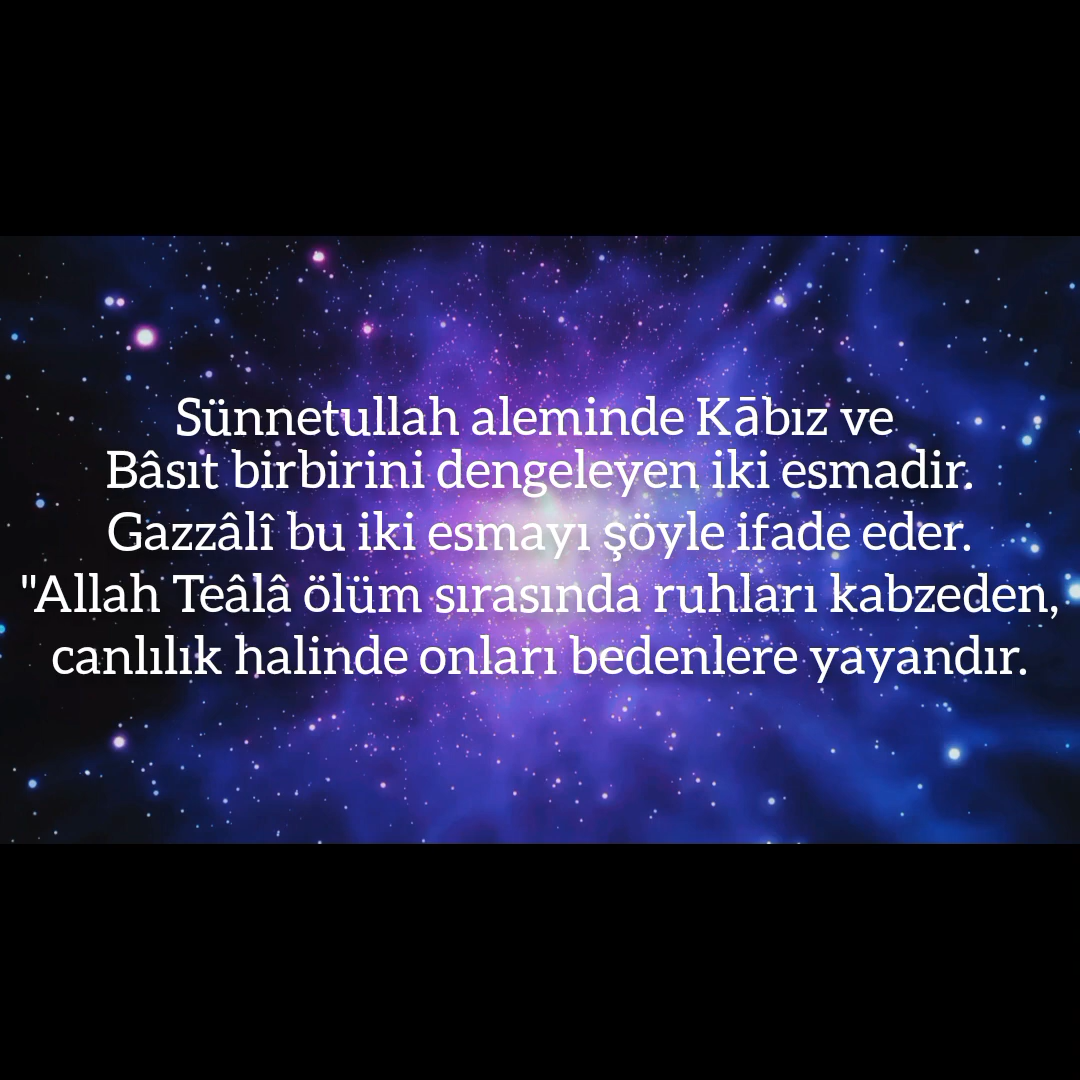 Sünnetullah aleminde Kābız ve
Bâsıt birbirini dengeleyen iki esmadir.
Gazzâlî bu iki esmayı şöyle ifade eder.
"Allah Teâlâ ölüm sırasında ruhları kabzeden,
canlılık halinde onları bedenlere yayandır.